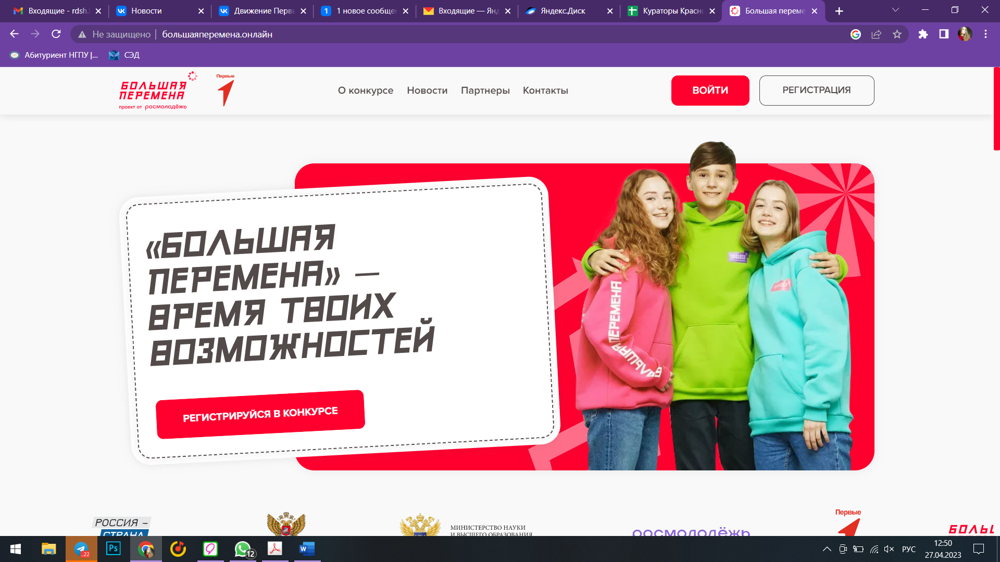 Входящие - rdsh.
Новости
Движение Первы
1 новое сообщен
Входящие — Янд
Яндекс.Диск
Кураторы Красно
Большая переме
Не защищено | большаяперемена.онлайн
Абитуриент НГПУ |...
СЭД
БОЛЬШАЯ
ПЕРЕМЕНА
проект от росмолодёжь
Первые
О конкурсе
Новости
Партнеры
Контакты
ВОЙТИ
РЕГИСТРАЦИЯ
«БОЛЬШАЯ
ПЕРЕМЕНА» —
ВРЕМЯ ТВОИХ
ВОЗМОЖНОСТЕЙ
РЕГИСТРИРУЙСЯ В КОНКУРСЕ
БОЛЬШАЯ ПЕРЕМЕНА
РОССИЯ –
СТРАНА
МИНИСТЕРСТВО НАУКИ
И ВЫСШЕГО ОБРАЗОВАНИЯ
росмолодёжь
Первые
БОЛЬ
..22
Ps
12
W
РУС
12:50
27.04.2023